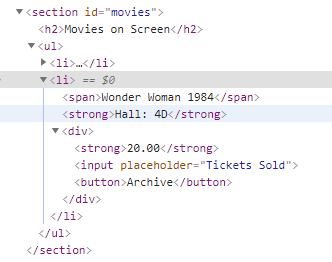 ▼<section id="movies">
<h2>Movies on Screen</h2>
▼<ul>
▶<li>…</li>
▼<li> == $0
<span>Wonder Woman 1984</span>
<strong>Hall: 4D</strong>
▼<div>
<strong>20.00</strong>
<input placeholder="Tickets Sold">
<button>Archive</button>
</div>
</li>
</ul>
</section>